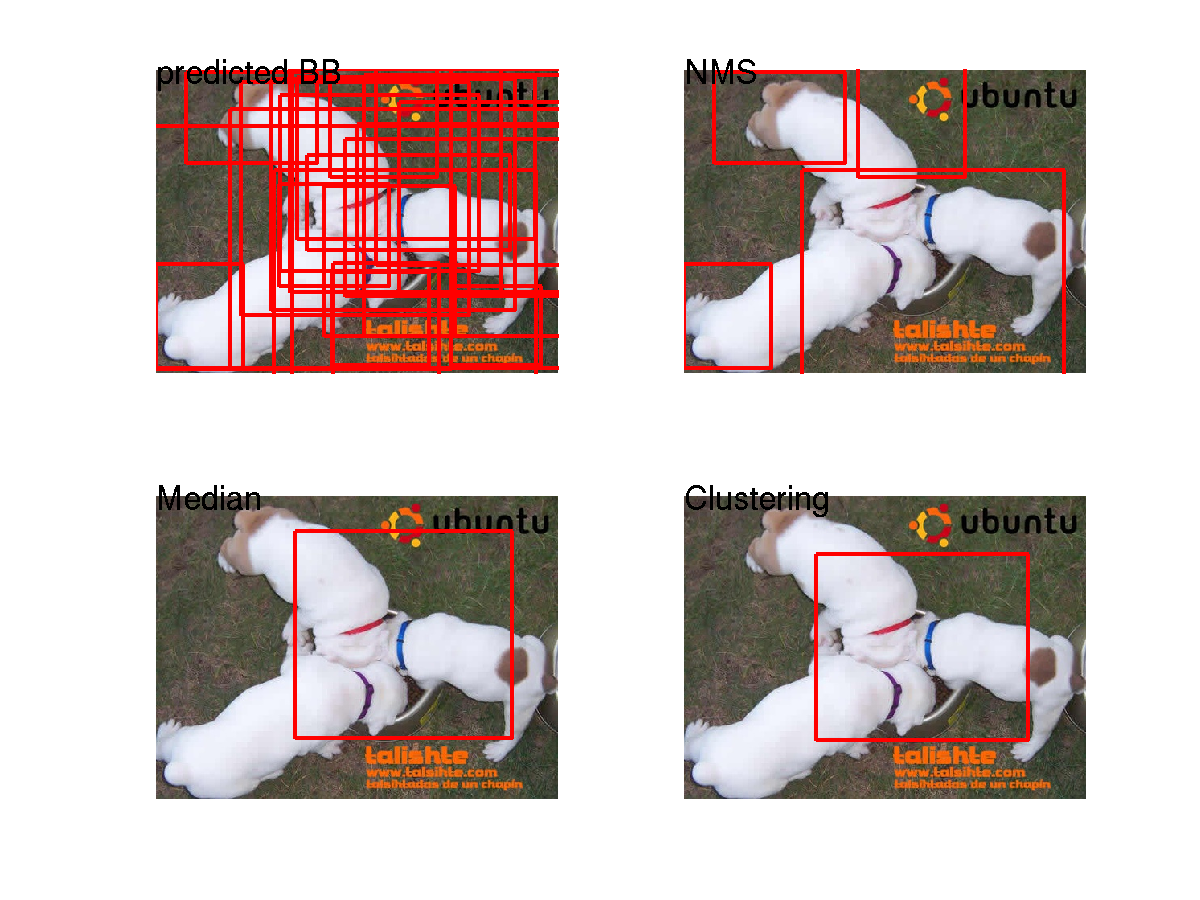 predicted BB
ubuntu
talishte
www.talsihte.com
talsihtadas de un chapin
NMS
ubuntu
talishte
www.talsihte.com
talsihtadas de un chapin
Median
ubuntu
talishte
www.talsihte.com
talsihtadas de un chapin
Clustering
ubuntu
talishte
www.talsihte.com
talsihtadas de un chapin